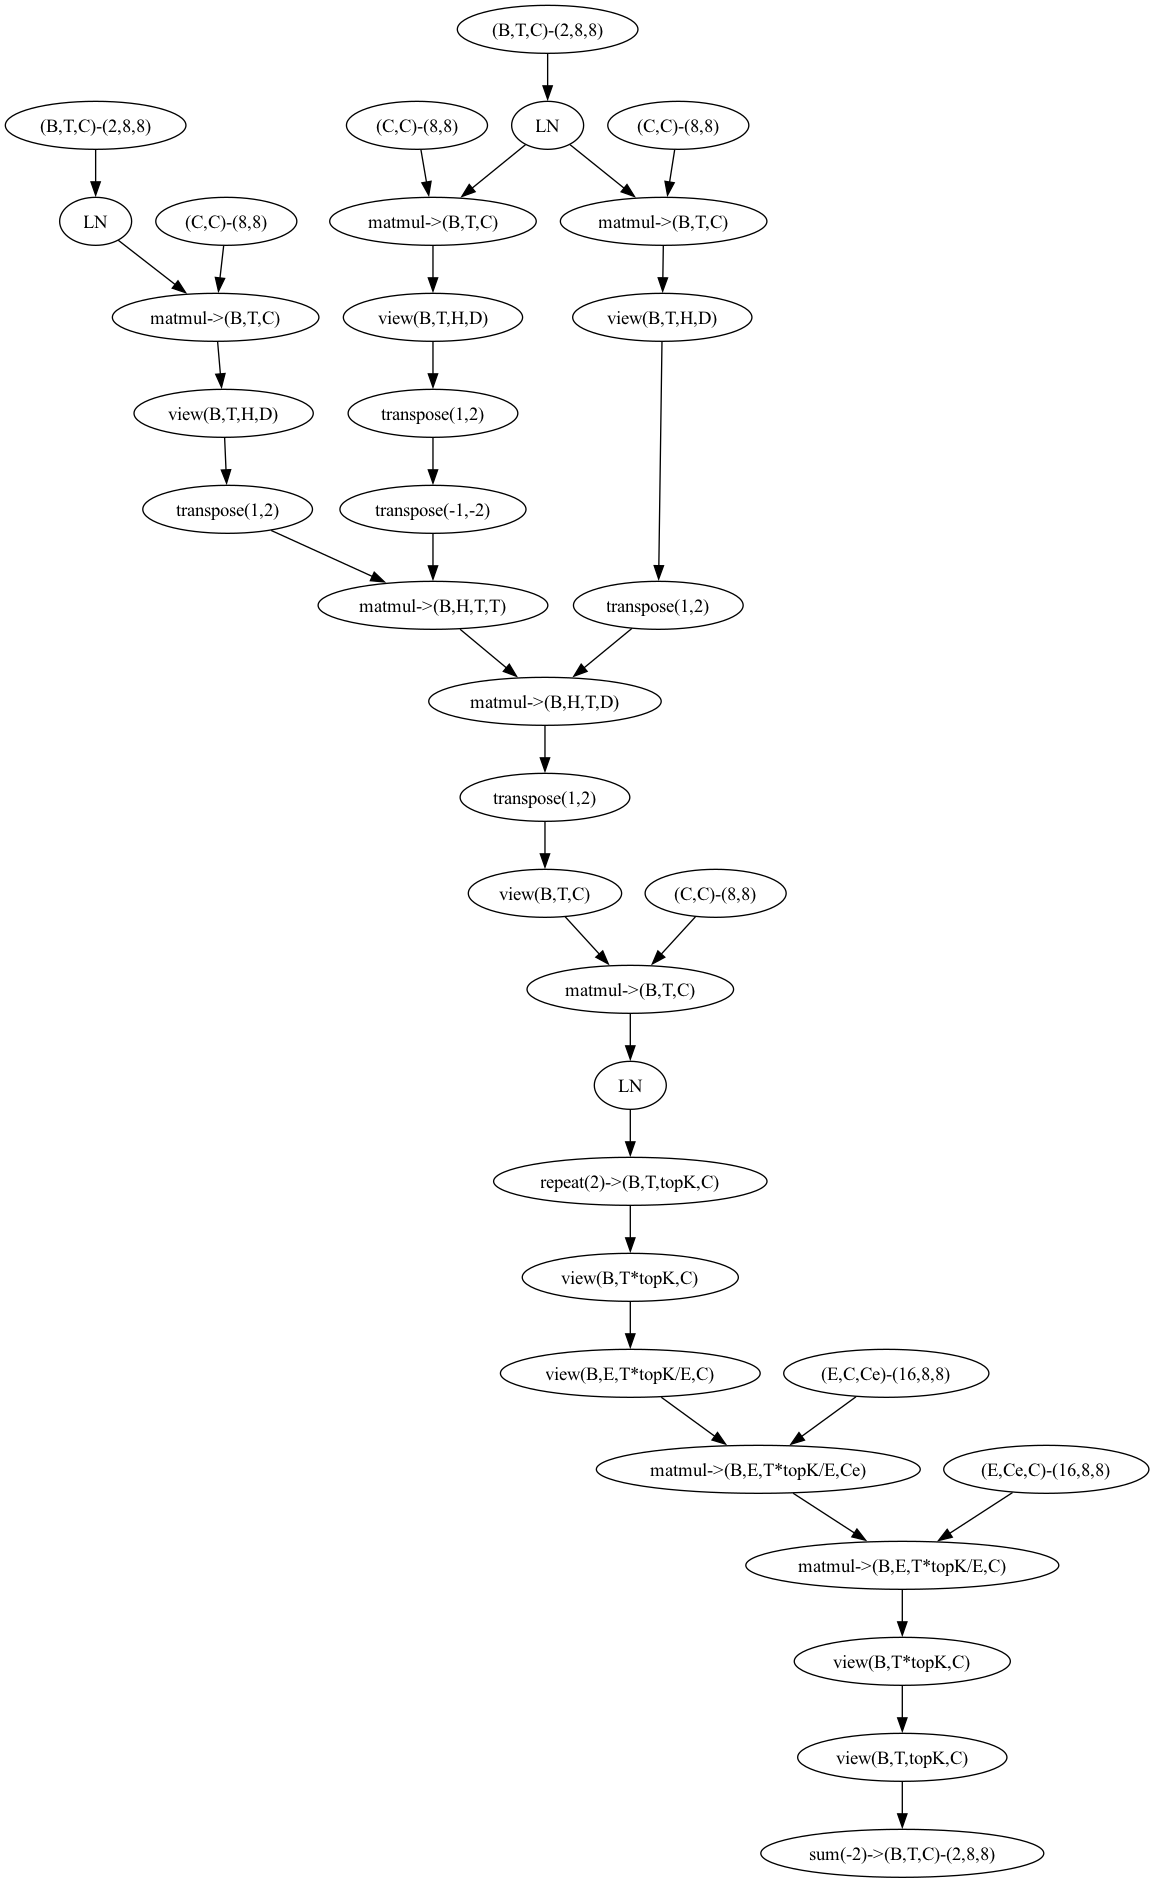 (B,T,C)-(2,8,8)
(B,T,C)-(2,8,8)
(C,C)-(8,8)
LN
(C,C)-(8,8)
LN
(C,C)-(8,8)
matmul->(B,T,C)
matmul->(B,T,C)
matmul->(B,T,C)
view(B,T,H,D)
view(B,T,H,D)
view(B,T,H,D)
transpose(1,2)
transpose(1,2)
transpose(-1,-2)
matmul->(B,H,T,T)
transpose(1,2)
matmul->(B,H,T,D)
transpose(1,2)
view(B,T,C)
(C,C)-(8,8)
matmul->(B,T,C)
LN
repeat(2)->(B,T,topK,C)
view(B,T*topK,C)
view(B,E,T*topK/E,C)
(E,C,Ce)-(16,8,8)
matmul->(B,E,T*topK/E,Ce)
(E,Ce,C)-(16,8,8)
matmul->(B,E,T*topK/E,C)
view(B,T*topK,C)
view(B,T,topK,C)
sum(-2)->(B,T,C)-(2,8,8)